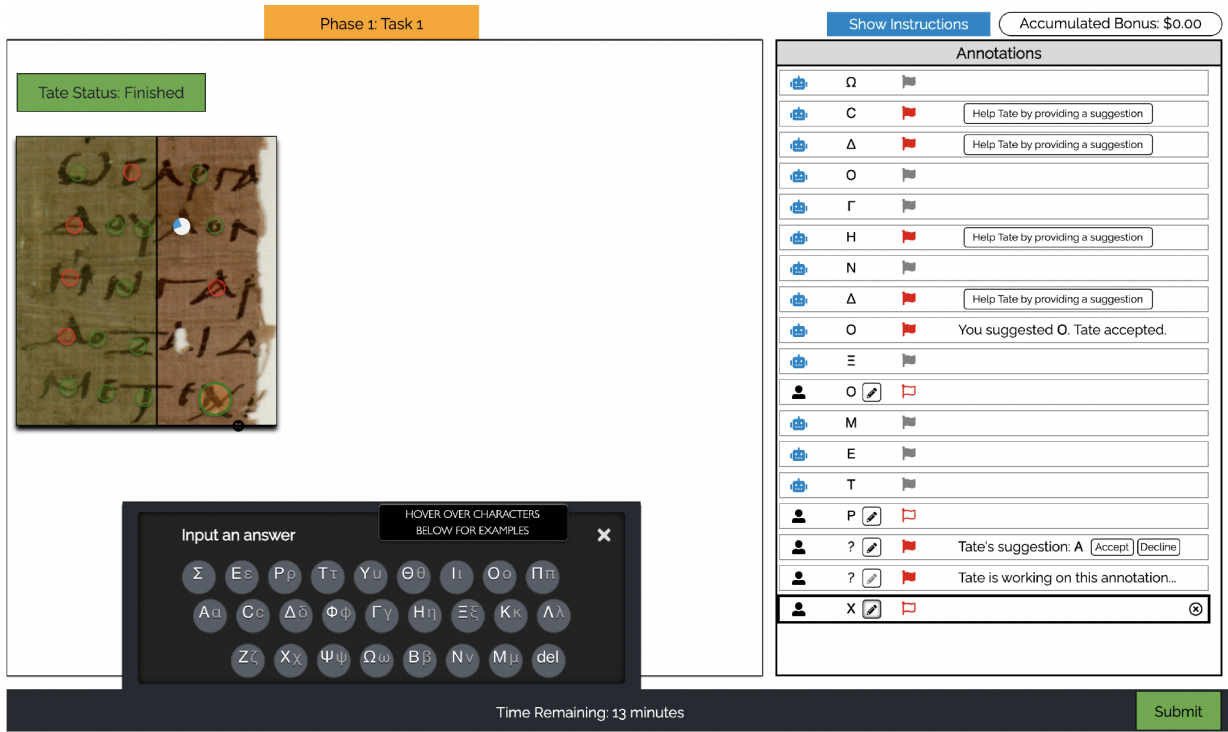 Phase 1: Task 1
Show Instructions
Accumulated Bonus: $0.00
Tate Status: Finished
Annotations
Ω
C Help Tate by providing a suggestion
Δ Help Tate by providing a suggestion
Ο
Γ
Η Help Tate by providing a suggestion
Ν
Δ Help Tate by providing a suggestion
Ο You suggested O. Tate accepted.
Ξ
Ο
Μ
Ε
Τ
Ρ
? Tate's suggestion: A Accept Decline
? Tate is working on this annotation...
Χ
HOVER OVER CHARACTERS
BELOW FOR EXAMPLES
Input an answer
Σ Εε Ρρ Ττ Υυ Θθ Ιι Οο Ππ
Αα Cc Δδ Φφ Γγ Ηη Ξξ Κκ Λλ
Ζζ Χχ Ψψ Ωω Ββ Νν Μμ del
Time Remaining: 13 minutes
Submit